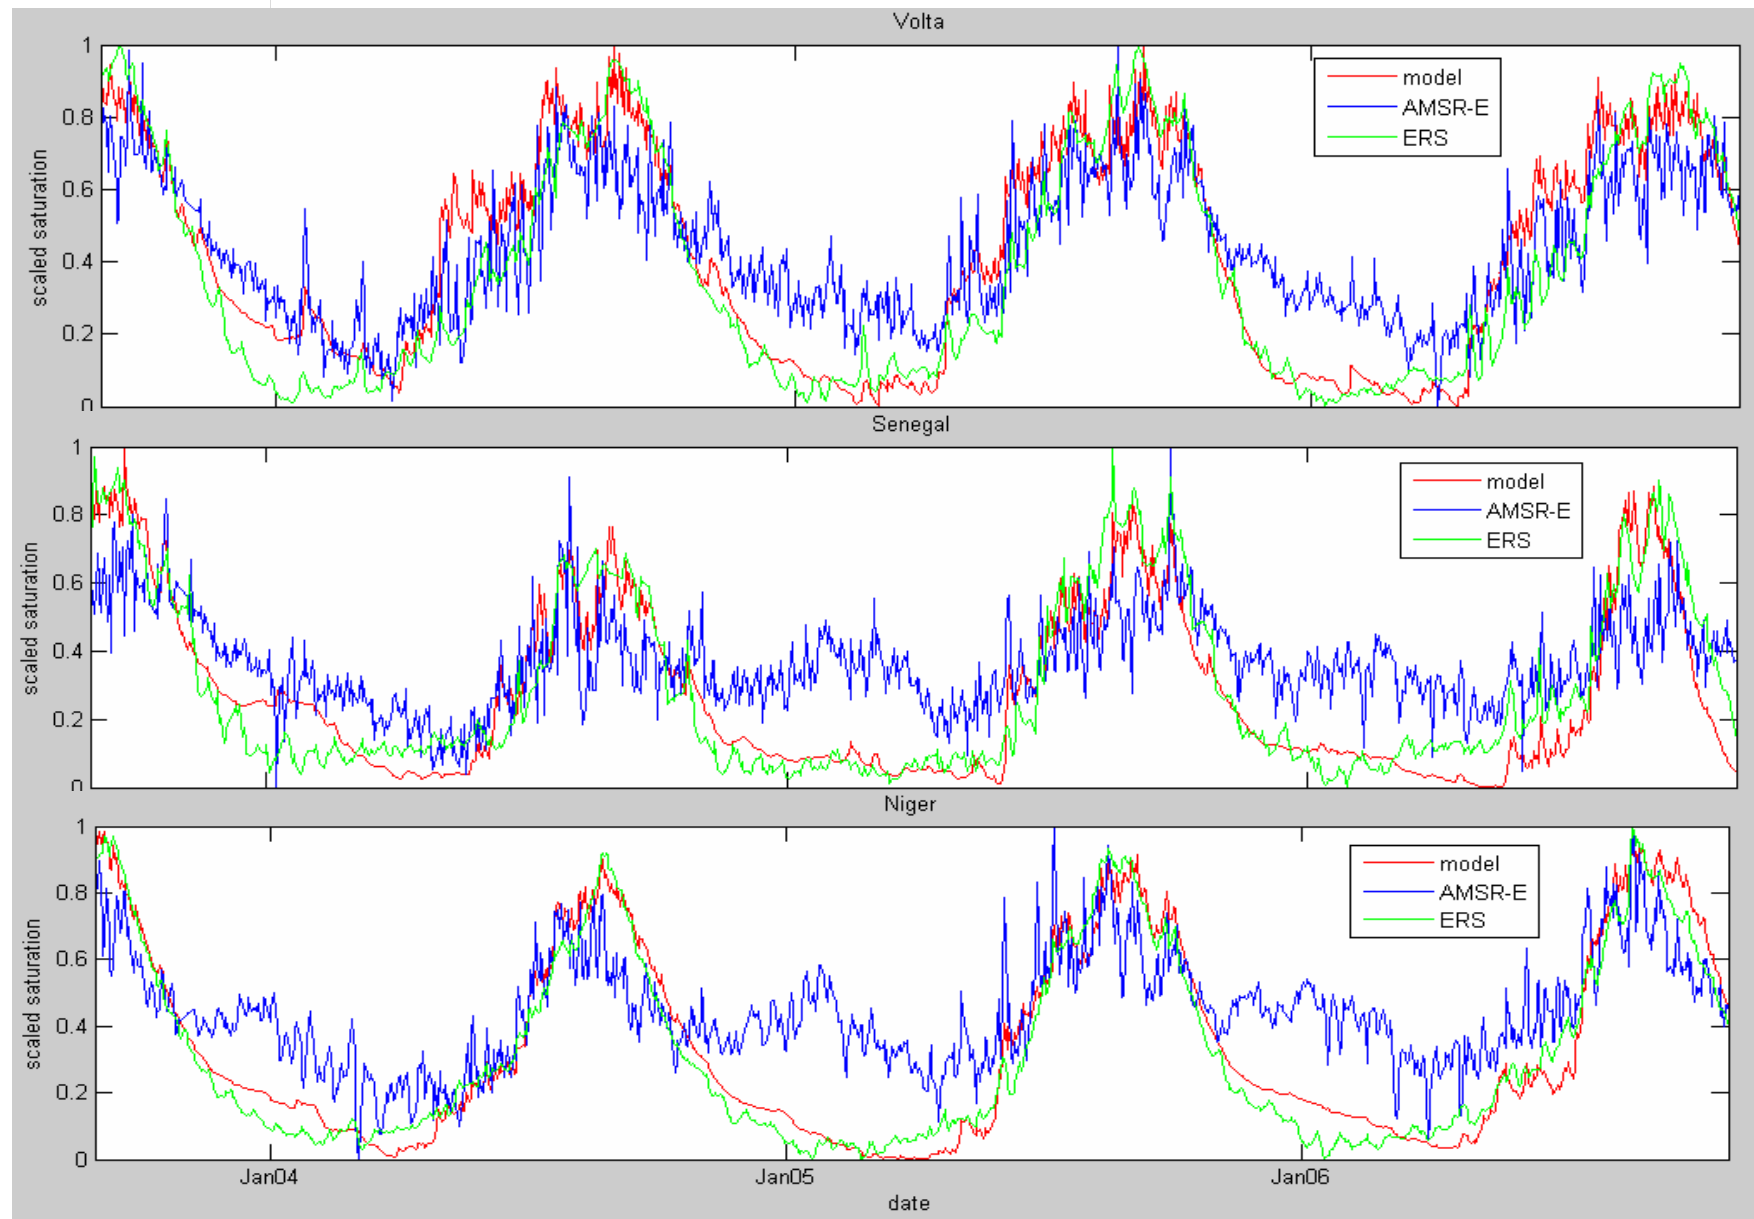 Volta
1
0.8
0.6
0.4
0.2
0
scaled saturation
model
AMSR-E
ERS
Senegal
1
0.8
0.6
0.4
0.2
0
scaled saturation
model
AMSR-E
ERS
Niger
1
0.8
0.6
0.4
0.2
0
scaled saturation
model
AMSR-E
ERS
Jan04 Jan05 Jan06
date